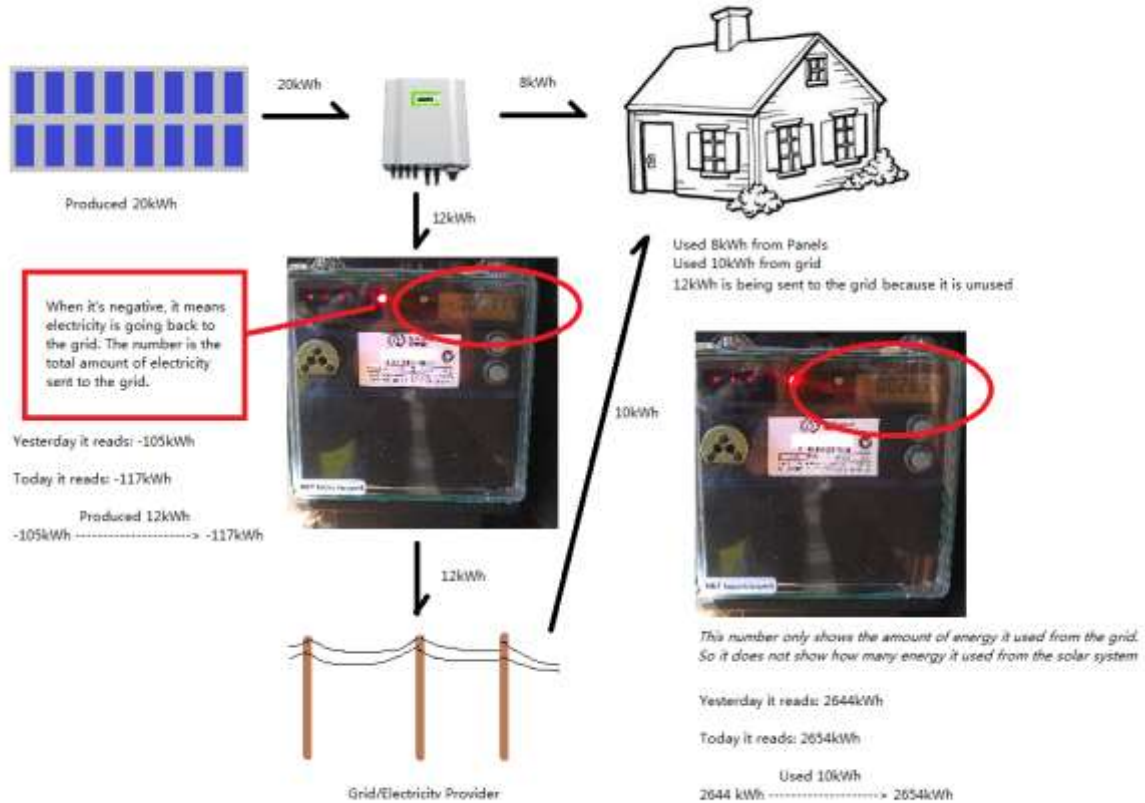 20kWh
8kWh
Produced 20kWh
12kWh
Used 8kWh from Panels
Used 10kWh from grid
12kWh is being sent to the grid because it is unused
When it's negative, it means
electricity is going back to
the grid. The number is the
total amount of electricity
sent to the grid.
10kWh
Yesterday it reads: -105kWh
Today it reads: -117kWh
Produced 12kWh
-105kWh ----------------------> -117kWh
12kWh
This number only shows the amount of energy it used from the grid.
So it does not show how many energy it used from the solar system
Yesterday it reads: 2644kWh
Today it reads: 2654kWh
Used 10kWh
2644 kWh ----------------------> 2654kWh
Grid/Electricity Provider